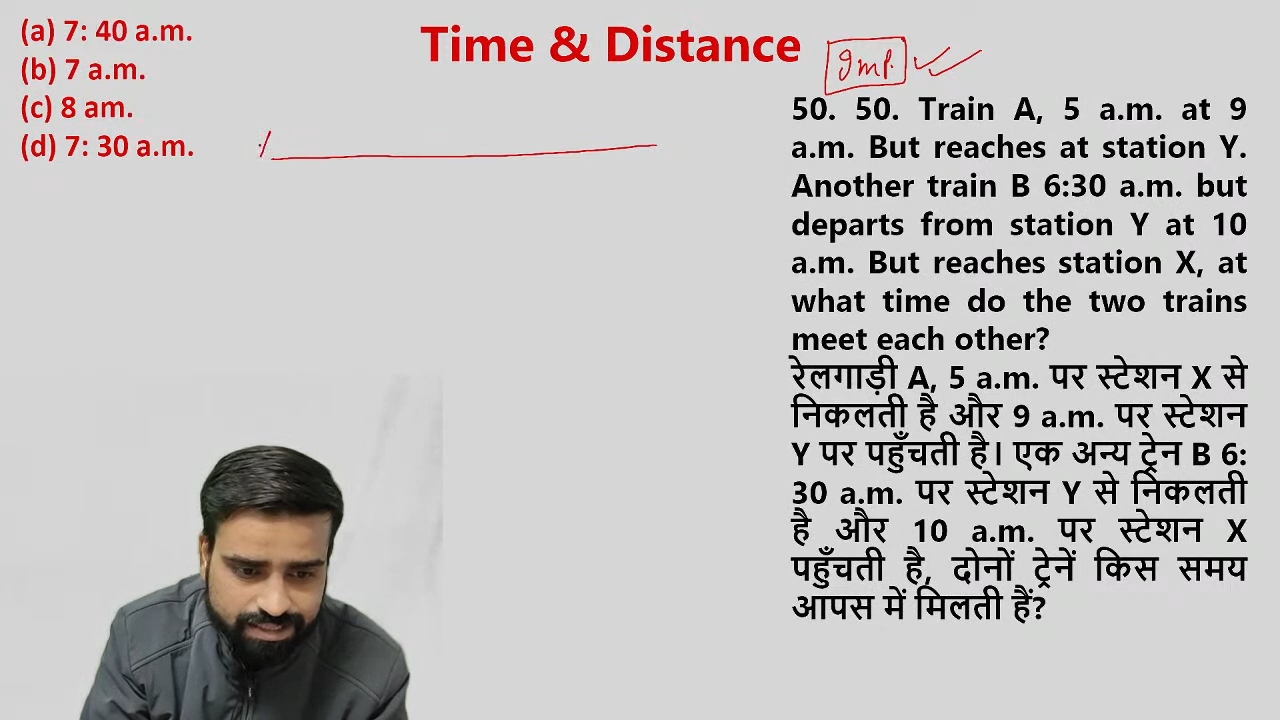 (a) 7: 40 a.m.
(b) 7 a.m.
(c) 8 am.
(d) 7: 30 a.m.
Time & Distance
Imp.
50. 50. Train A, 5 a.m. at 9
a.m. But reaches at station Y.
Another train B 6:30 a.m. but
departs from station Y at 10
a.m. But reaches station X, at
what time do the two trains
meet each other?
रेलगाड़ी A, 5 a.m. पर स्टेशन X से
निकलती है और 9 a.m. पर स्टेशन
Y पर पहुँचती है। एक अन्य ट्रेन B 6:
30 a.m. पर स्टेशन Y से निकलती
है और 10 a.m. पर स्टेशन X
पहुँचती है, दोनों ट्रेनें किस समय
आपस में मिलती हैं?